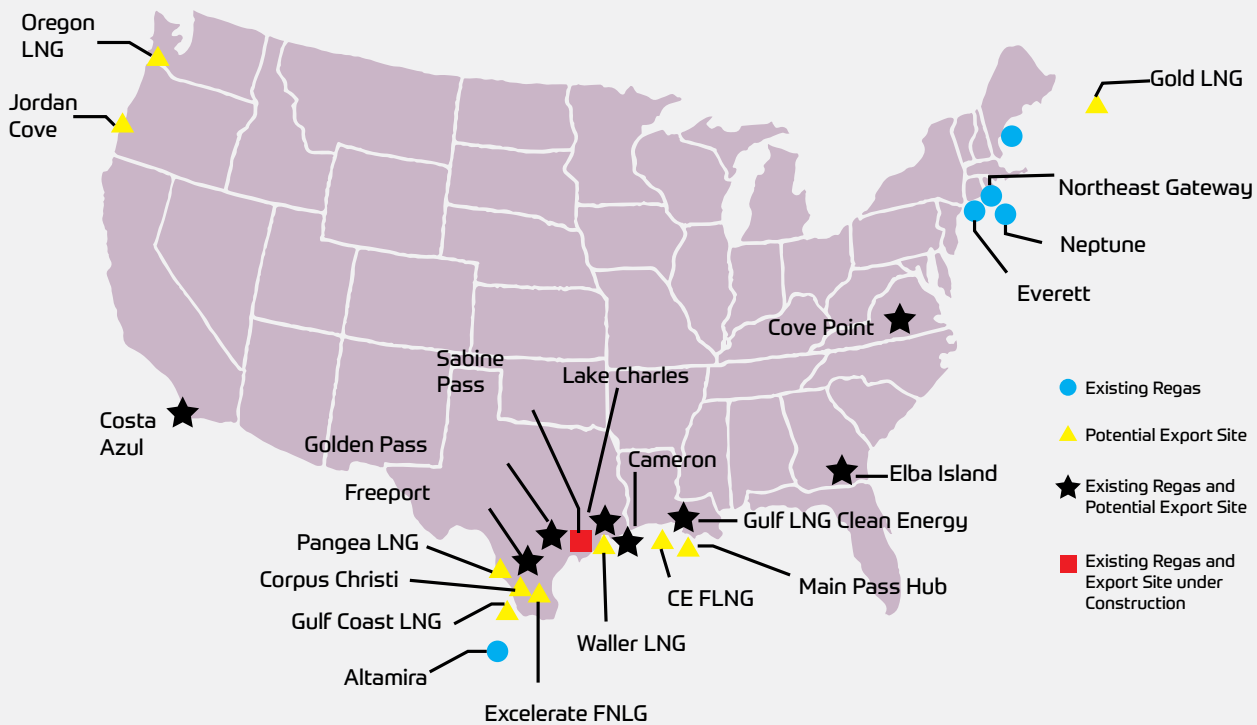 Oregon
LNG
Gold LNG
Jordan
Cove
Northeast Gateway
Neptune
Everett
Cove Point
Sabine
Pass
Lake Charles
Existing Regas
Costa
Azul
Potential Export Site
Golden Pass
Cameron
Elba Island
Existing Regas and
Potential Export Site
Freeport
Gulf LNG Clean Energy
Pangea LNG
Corpus Christi
Existing Regas and
Export Site under
Construction
Main Pass Hub
CE FLNG
Gulf Coast LNG
Waller LNG
Altamira
Excelerate FNLG